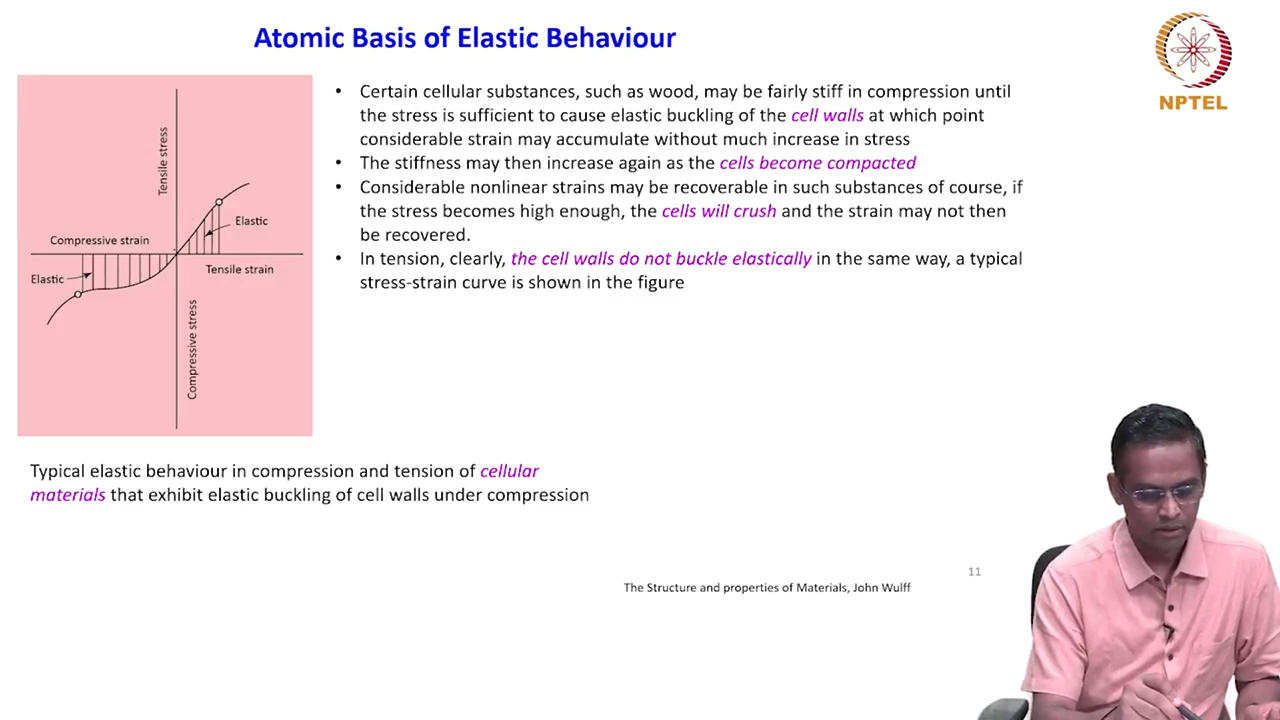 Atomic Basis of Elastic Behaviour
NPTEL
Tensile stress
Elastic
Compressive strain
Tensile strain
Elastic
Compressive stress
• Certain cellular substances, such as wood, may be fairly stiff in compression until
the stress is sufficient to cause elastic buckling of the cell walls at which point
considerable strain may accumulate without much increase in stress
• The stiffness may then increase again as the cells become compacted
• Considerable nonlinear strains may be recoverable in such substances of course, if
the stress becomes high enough, the cells will crush and the strain may not then
be recovered.
• In tension, clearly, the cell walls do not buckle elastically in the same way, a typical
stress-strain curve is shown in the figure
Typical elastic behaviour in compression and tension of cellular
materials that exhibit elastic buckling of cell walls under compression
11
The Structure and properties of Materials, John Wulff